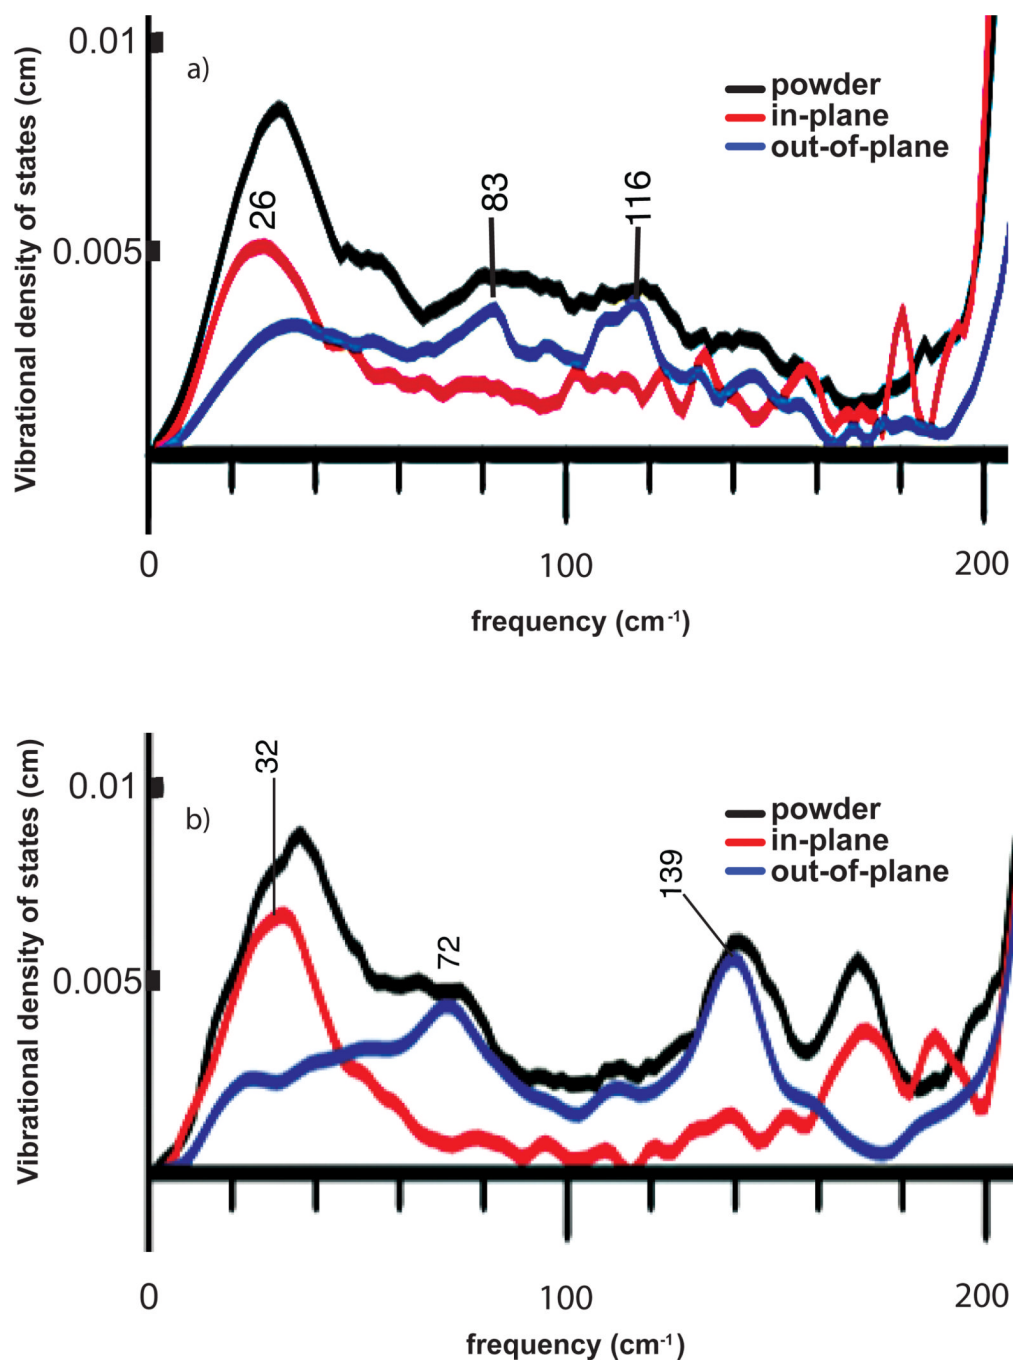 0.01
a)
powder
in-plane
out-of-plane
83
116
26
0.005
Vibrational density of states (cm)
0
100
200
frequency (cm-1)
32
0.01
b)
powder
in-plane
out-of-plane
139
72
0.005
Vibrational density of states (cm)
0
100
200
frequency (cm-1)